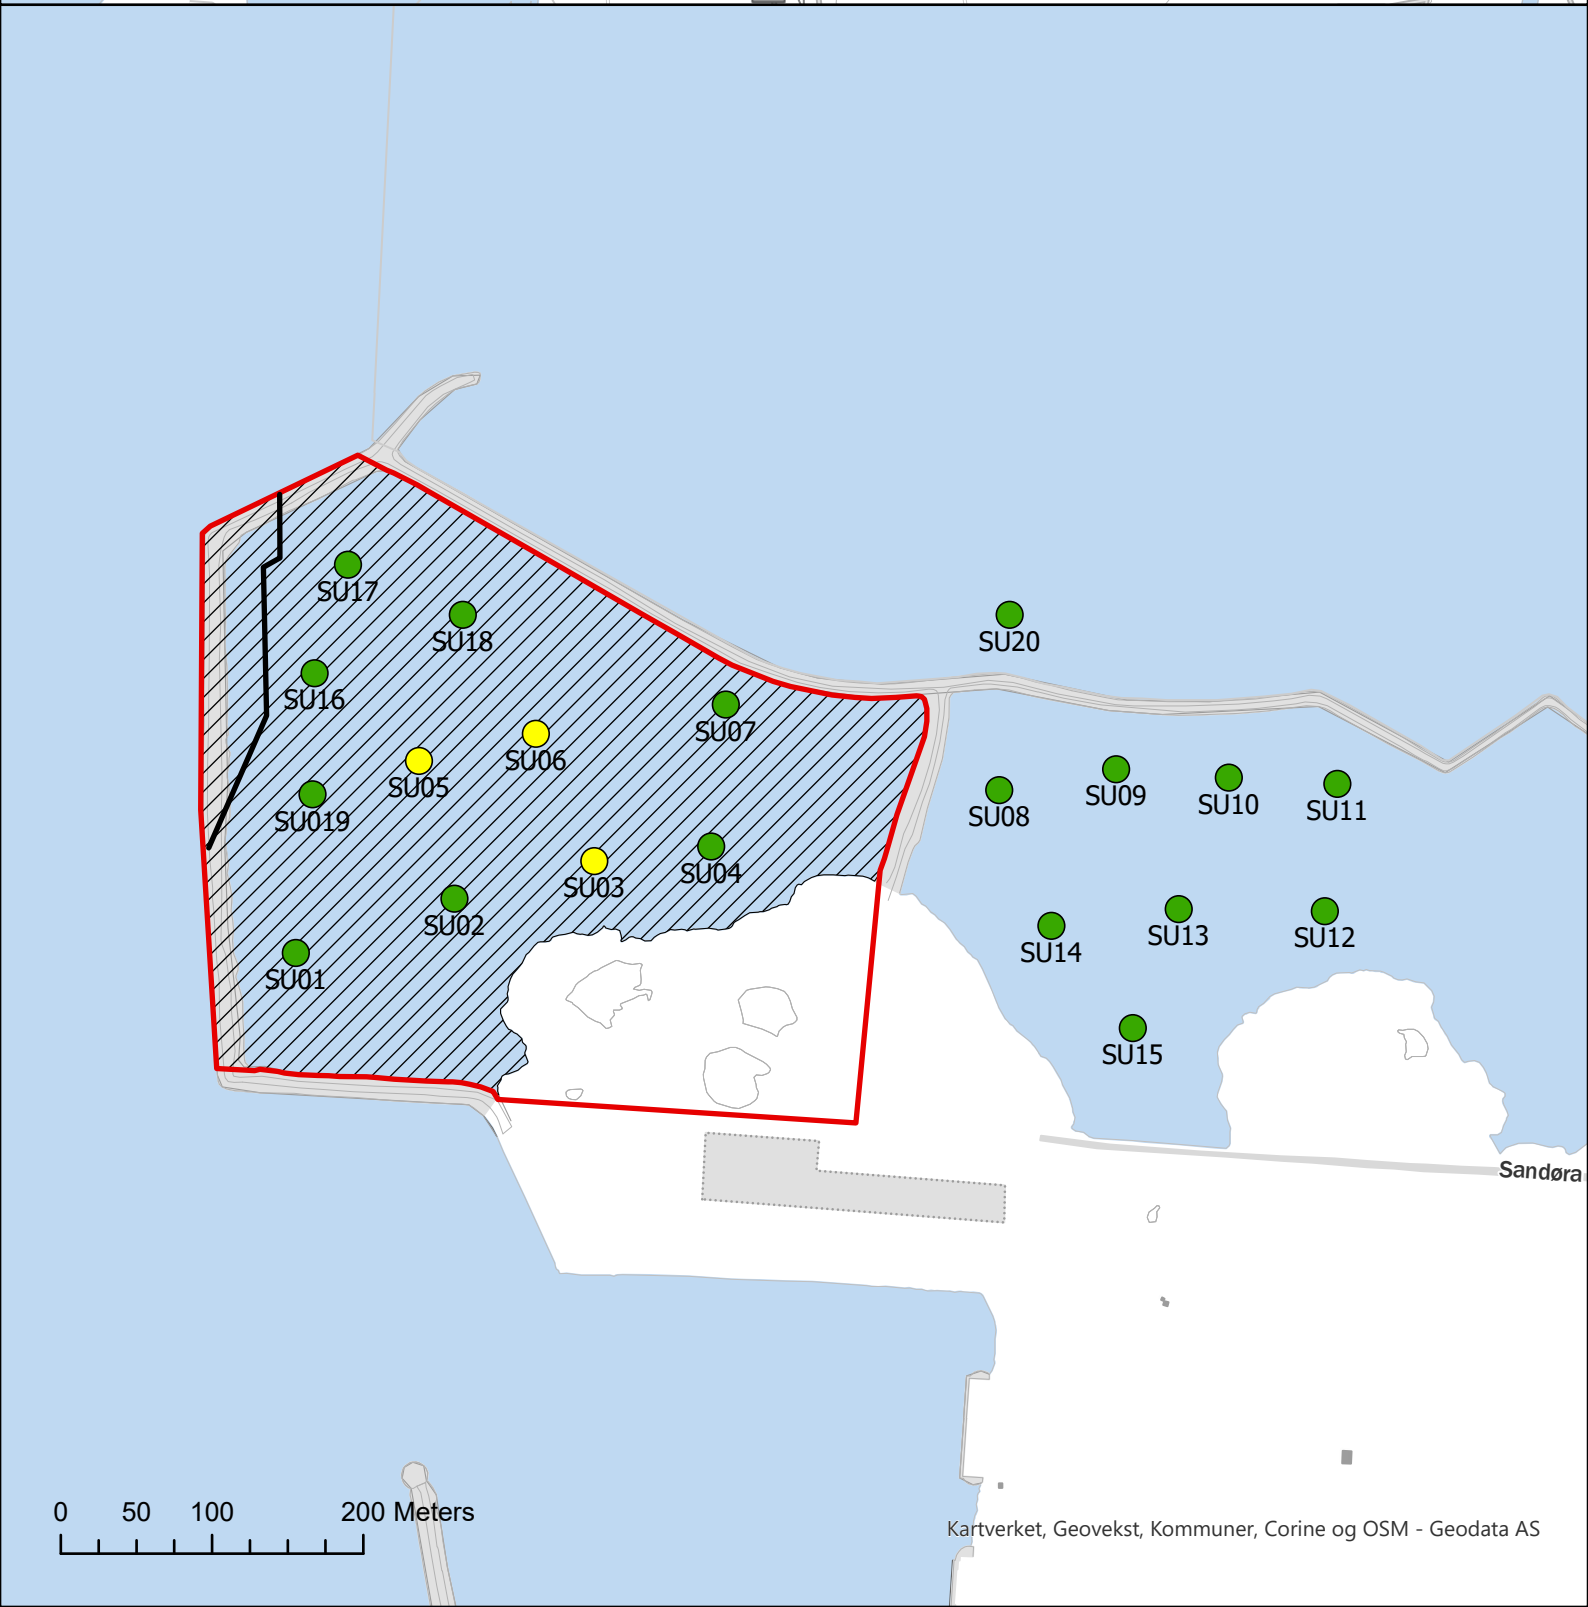 SU17
SU18
SU20
SU16
SU07
SU06
SU05
SU09
SU10
SU11
SU08
SU019
SU04
SU03
SU02
SU13
SU12
SU14
SU01
SU15
Sandøra
0 50 100 200 Meters
Kartverket, Geovekst, Kommuner, Corine og OSM - Geodata AS